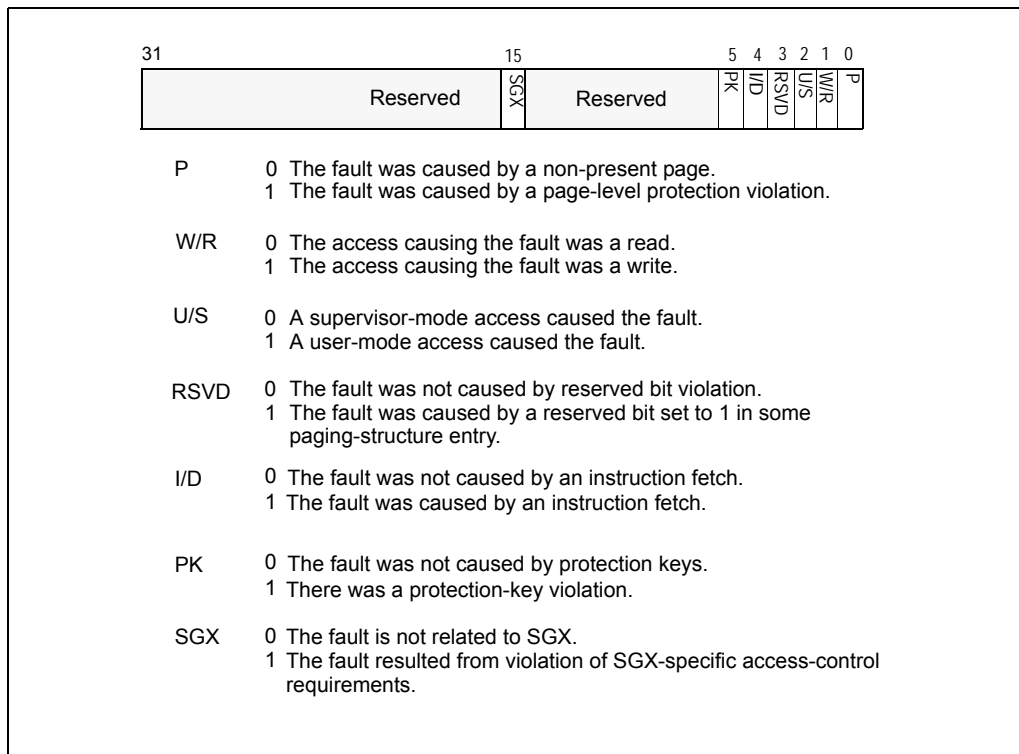 31 15 5 4 3 2 1 0
Reserved SGX Reserved PK I/D RSVD U/S W/R P
P 0 The fault was caused by a non-present page.
1 The fault was caused by a page-level protection violation.
W/R 0 The access causing the fault was a read.
1 The access causing the fault was a write.
U/S 0 A supervisor-mode access caused the fault.
1 A user-mode access caused the fault.
RSVD 0 The fault was not caused by reserved bit violation.
1 The fault was caused by a reserved bit set to 1 in some
paging-structure entry.
I/D 0 The fault was not caused by an instruction fetch.
1 The fault was caused by an instruction fetch.
PK 0 The fault was not caused by protection keys.
1 There was a protection-key violation.
SGX 0 The fault is not related to SGX.
1 The fault resulted from violation of SGX-specific access-control
requirements.